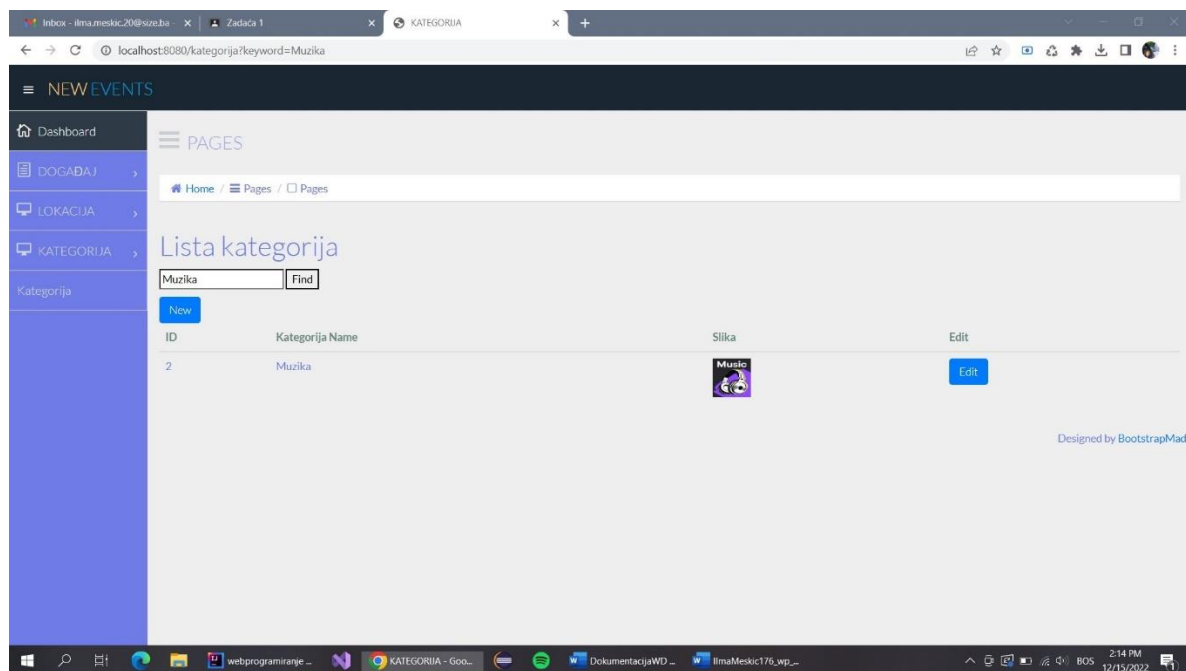 Inbox - ilma.meskic.20@size.ba -
Zadaća 1
KATEGORIJA
localhost:8080/kategorija?keyword=Muzika
NEW EVENTS
Dashboard
PAGES
DOGAĐAJ
Home / Pages / Pages
LOKACIJA
KATEGORIJA
Lista kategorija
Muzika Find
Kategorija
New
ID Kategorija Name Slika Edit
2 Muzika Music Edit
Designed by BootstrapMad
webprogramiranje - KATEGORIJA - Goo... DokumentacijaWD ... IlmaMeskic176_wp_... BOS 2:14 PM
12/15/2022